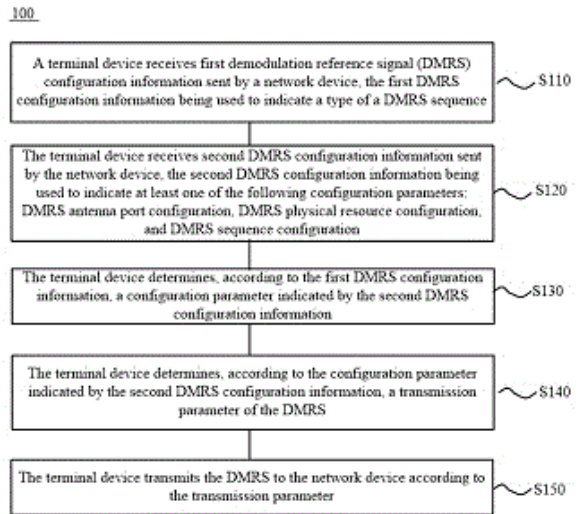 100
A terminal device receives first demodulation reference signal (DMRS)
configuration information sent by a network device, the first DMRS
configuration information being used to indicate a type of a DMRS sequence
S110
The terminal device receives second DMRS configuration information sent
by the network device, the second DMRS configuration information being
used to indicate at least one of the following configuration parameters:
DMRS antenna port configuration, DMRS physical resource configuration,
and DMRS sequence configuration
S120
The terminal device determines, according to the first DMRS configuration
information, a configuration parameter indicated by the second DMRS
configuration information
S130
The terminal device determines, according to the configuration parameter
indicated by the second DMRS configuration information, a transmission
parameter of the DMRS
S140
The terminal device transmits the DMRS to the network device according to
the transmission parameter
S150